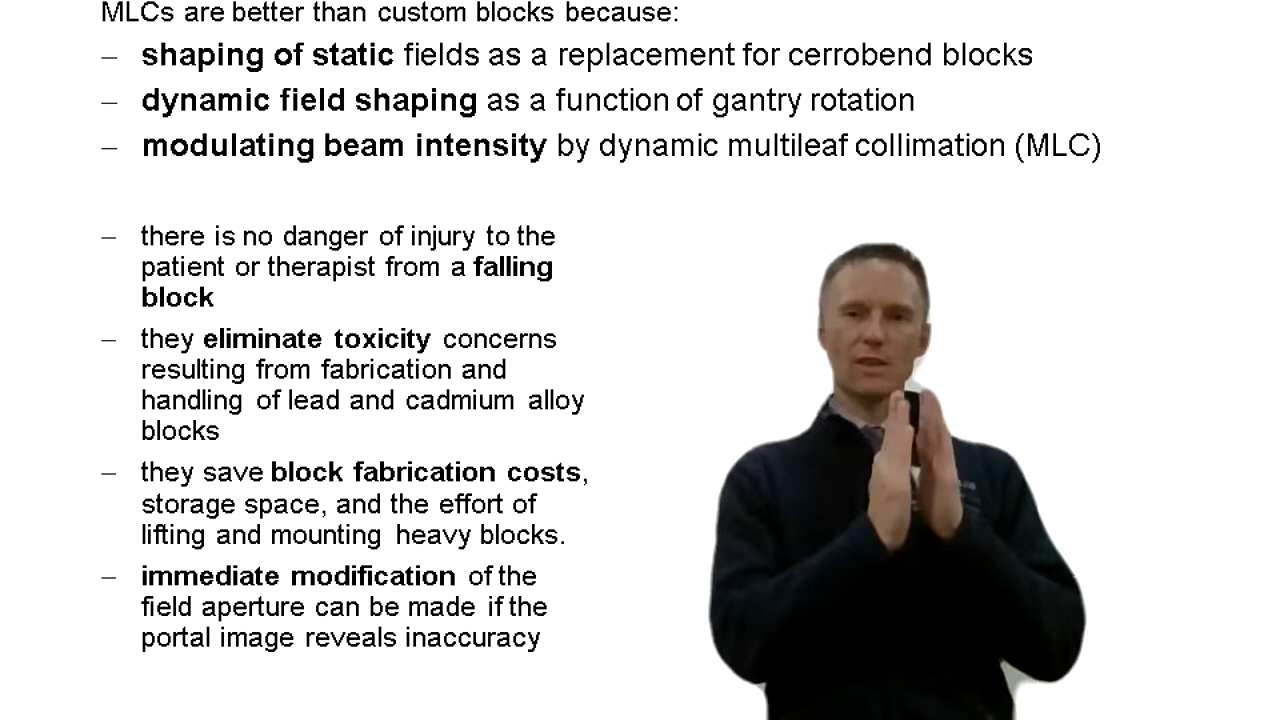 MLCs are better than custom blocks because:
– shaping of static fields as a replacement for cerrobend blocks
– dynamic field shaping as a function of gantry rotation
– modulating beam intensity by dynamic multileaf collimation (MLC)
– there is no danger of injury to the
patient or therapist from a falling
block
– they eliminate toxicity concerns
resulting from fabrication and
handling of lead and cadmium alloy
blocks
– they save block fabrication costs,
storage space, and the effort of
lifting and mounting heavy blocks.
– immediate modification of the
field aperture can be made if the
portal image reveals inaccuracy